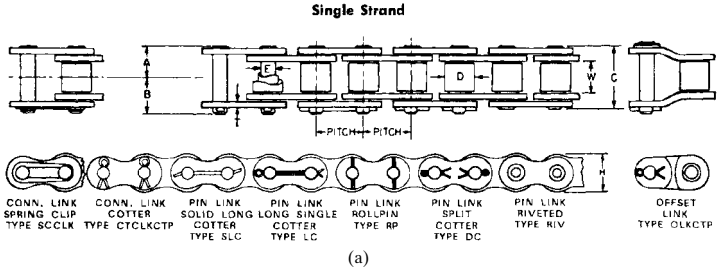 Single Strand
A
B
E
T
D
W
C
PITCH PITCH
H
CONN. LINK
SPRING CLIP
TYPE SCCLK
CONN. LINK
COTTER
TYPE CTCLKCTP
PIN LINK
SOLID LONG
COTTER
TYPE SLC
PIN LINK
LONG SINGLE
COTTER
TYPE LC
PIN LINK
ROLLPIN
TYPE RP
PIN LINK
SPLIT
COTTER
TYPE DC
PIN LINK
RIVETED
TYPE RIV
OFFSET
LINK
TYPE OLKCTP
(a)